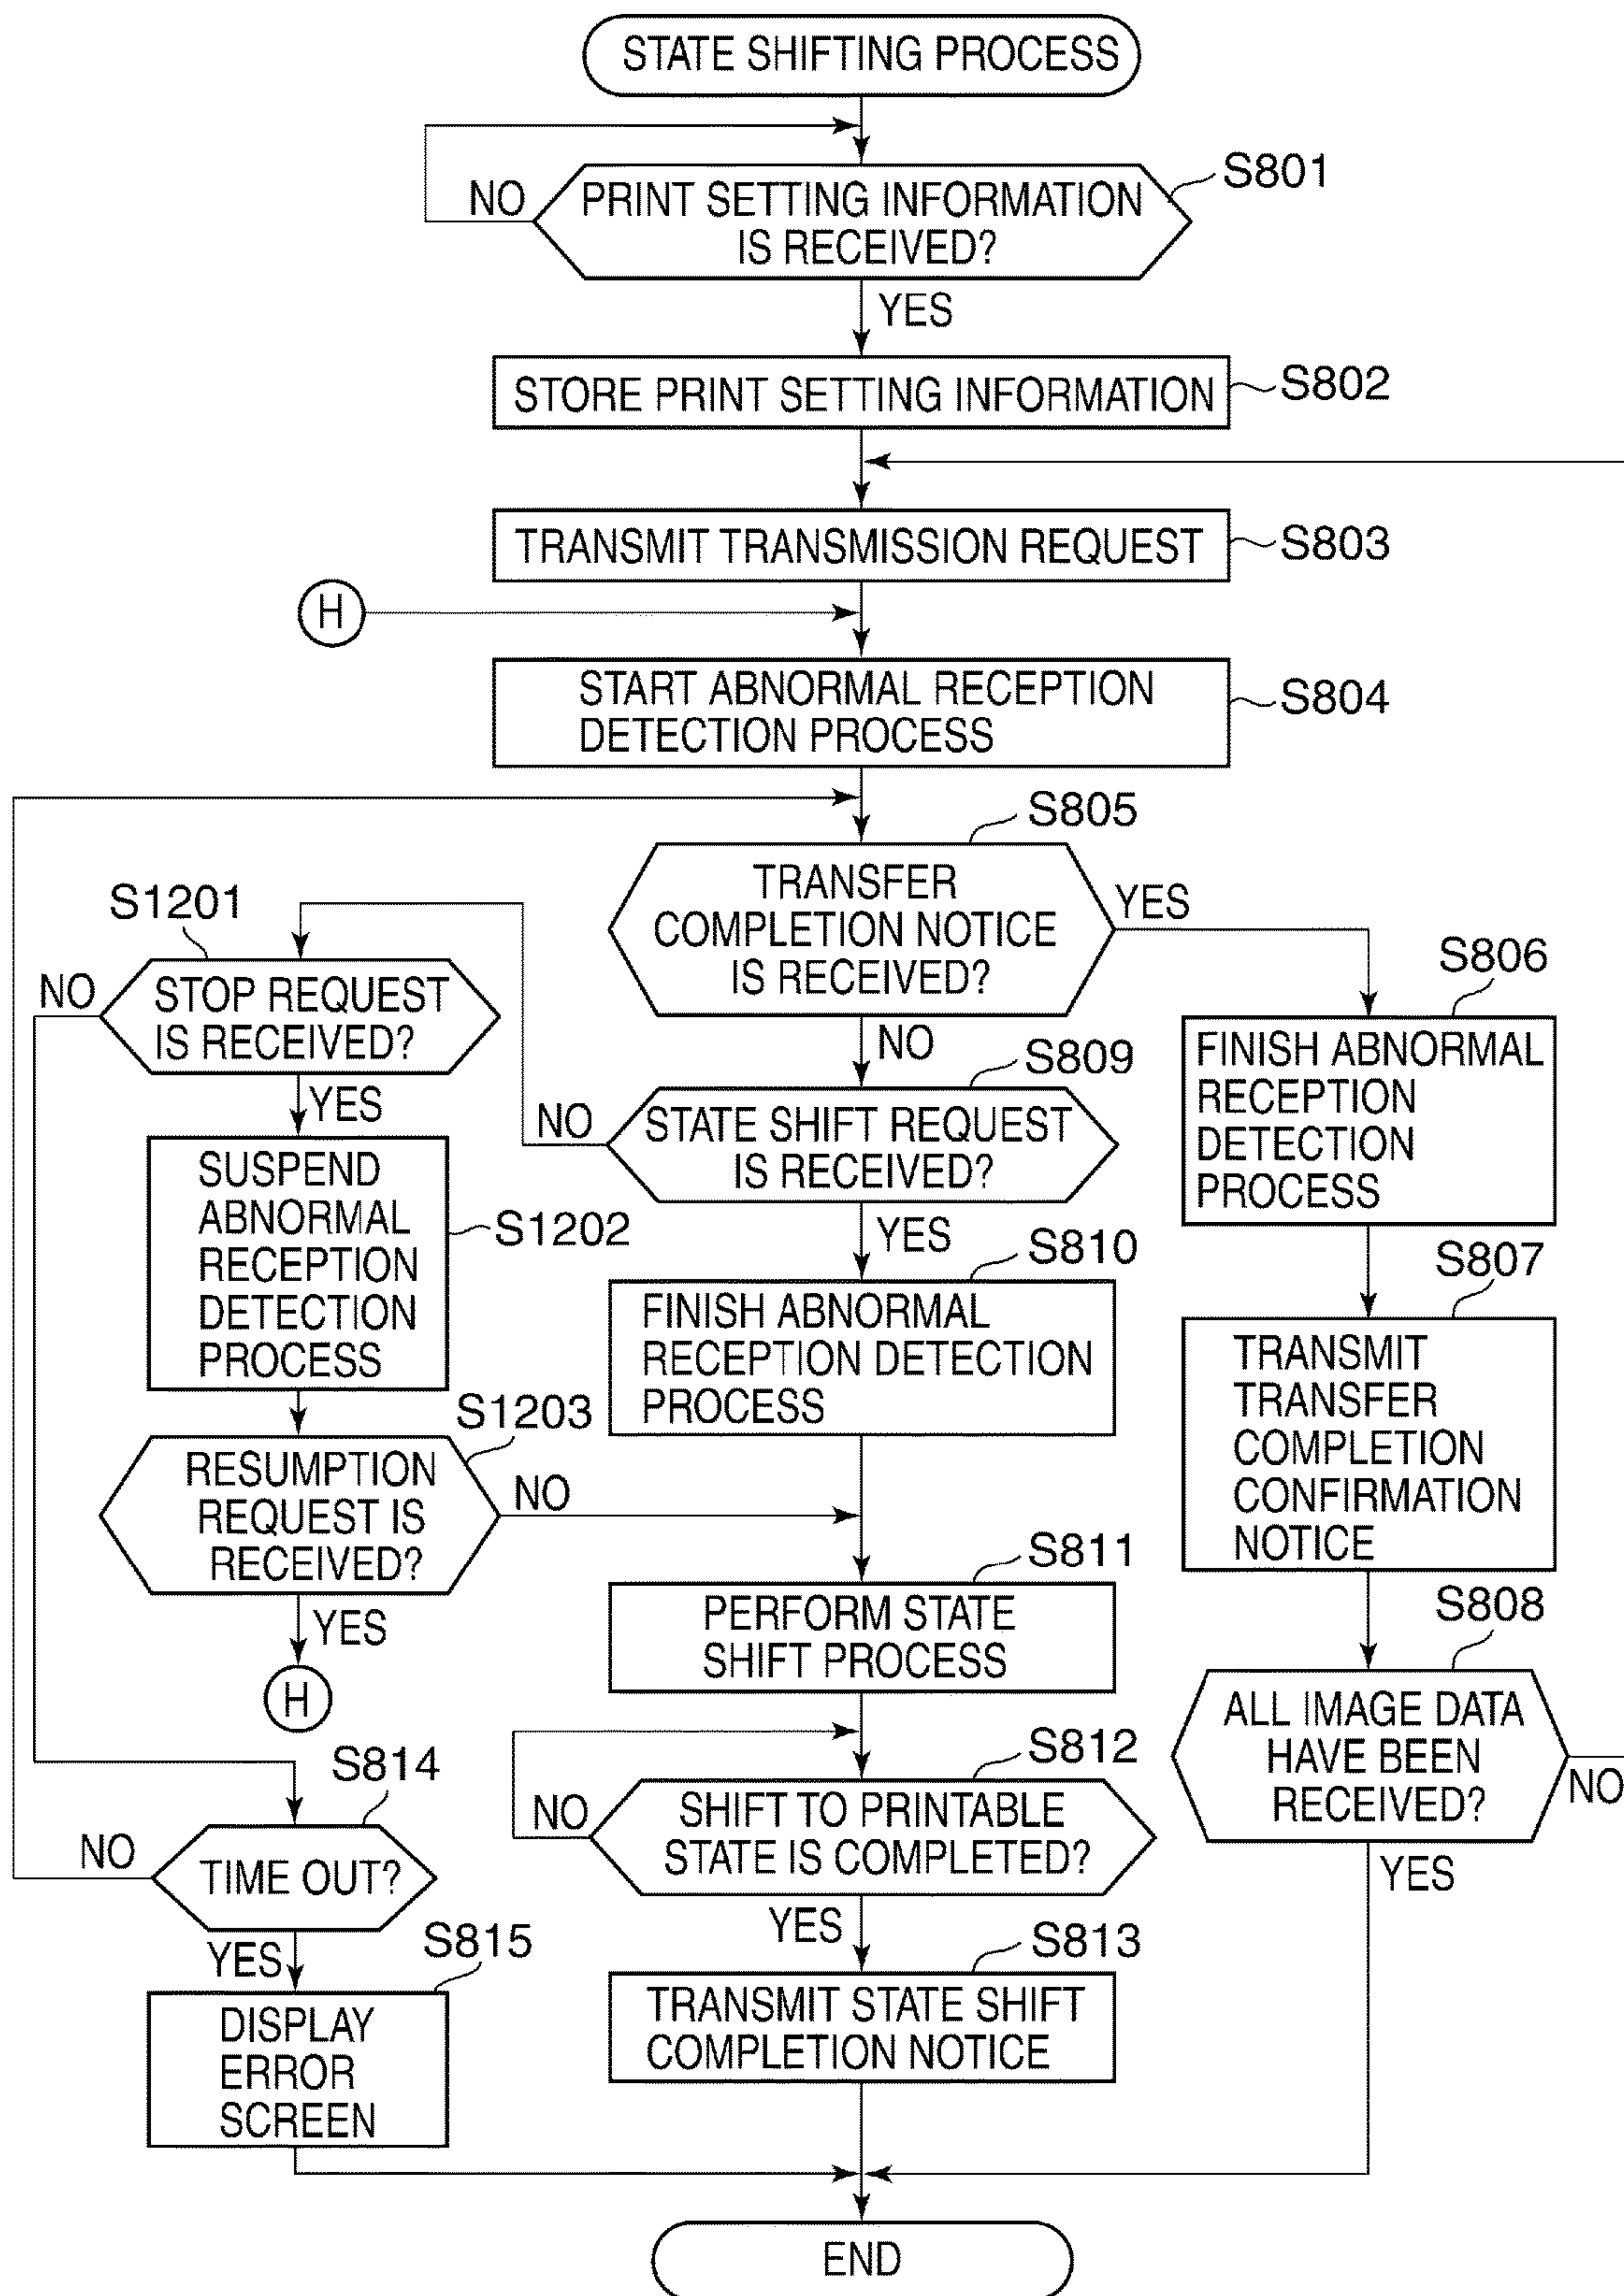 STATE SHIFTING PROCESS
S801
NO
PRINT SETTING INFORMATION
IS RECEIVED?
YES
S802
STORE PRINT SETTING INFORMATION
TRANSMIT TRANSMISSION REQUEST
S803
H
START ABNORMAL RECEPTION
DETECTION PROCESS
S804
S805
TRANSFER
COMPLETION NOTICE
IS RECEIVED?
YES
NO
S1201
STOP REQUEST
IS RECEIVED?
NO
YES
S806
FINISH ABNORMAL
RECEPTION
DETECTION
PROCESS
S809
NO
STATE SHIFT REQUEST
IS RECEIVED?
YES
SUSPEND
ABNORMAL
RECEPTION
DETECTION
PROCESS
S1202
S810
FINISH ABNORMAL
RECEPTION DETECTION
PROCESS
S807
TRANSMIT
TRANSFER
COMPLETION
CONFIRMATION
NOTICE
S1203
RESUMPTION
REQUEST IS
RECEIVED?
NO
YES
H
S811
PERFORM STATE
SHIFT PROCESS
S808
ALL IMAGE DATA
HAVE BEEN
RECEIVED?
NO
YES
S812
NO
SHIFT TO PRINTABLE
STATE IS COMPLETED?
YES
S814
NO
TIME OUT?
YES
S815
DISPLAY
ERROR
SCREEN
S813
TRANSMIT STATE SHIFT
COMPLETION NOTICE
END